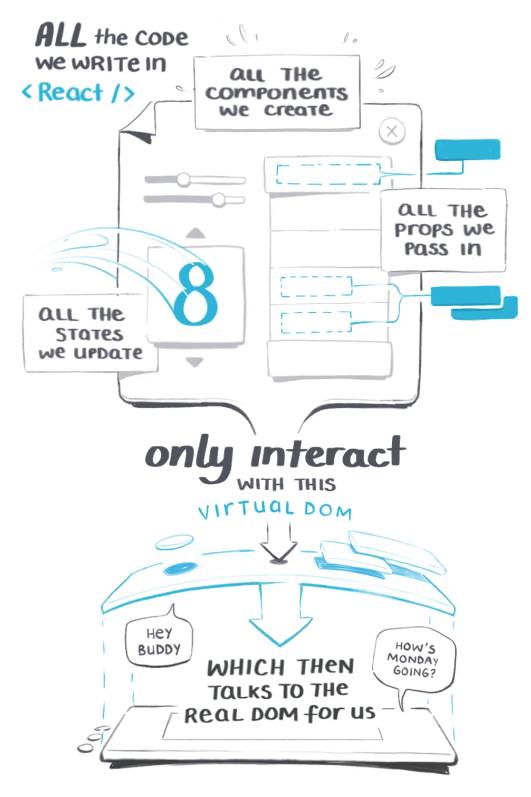 ALL the CODE
we write in
<React />
all the
components
we create
all the
props we
pass in
8
all the
states
we update
only interact
with this
virtual DOM
Hey
Buddy
How's
Monday
going?
which then
talks to the
Real DOM for us